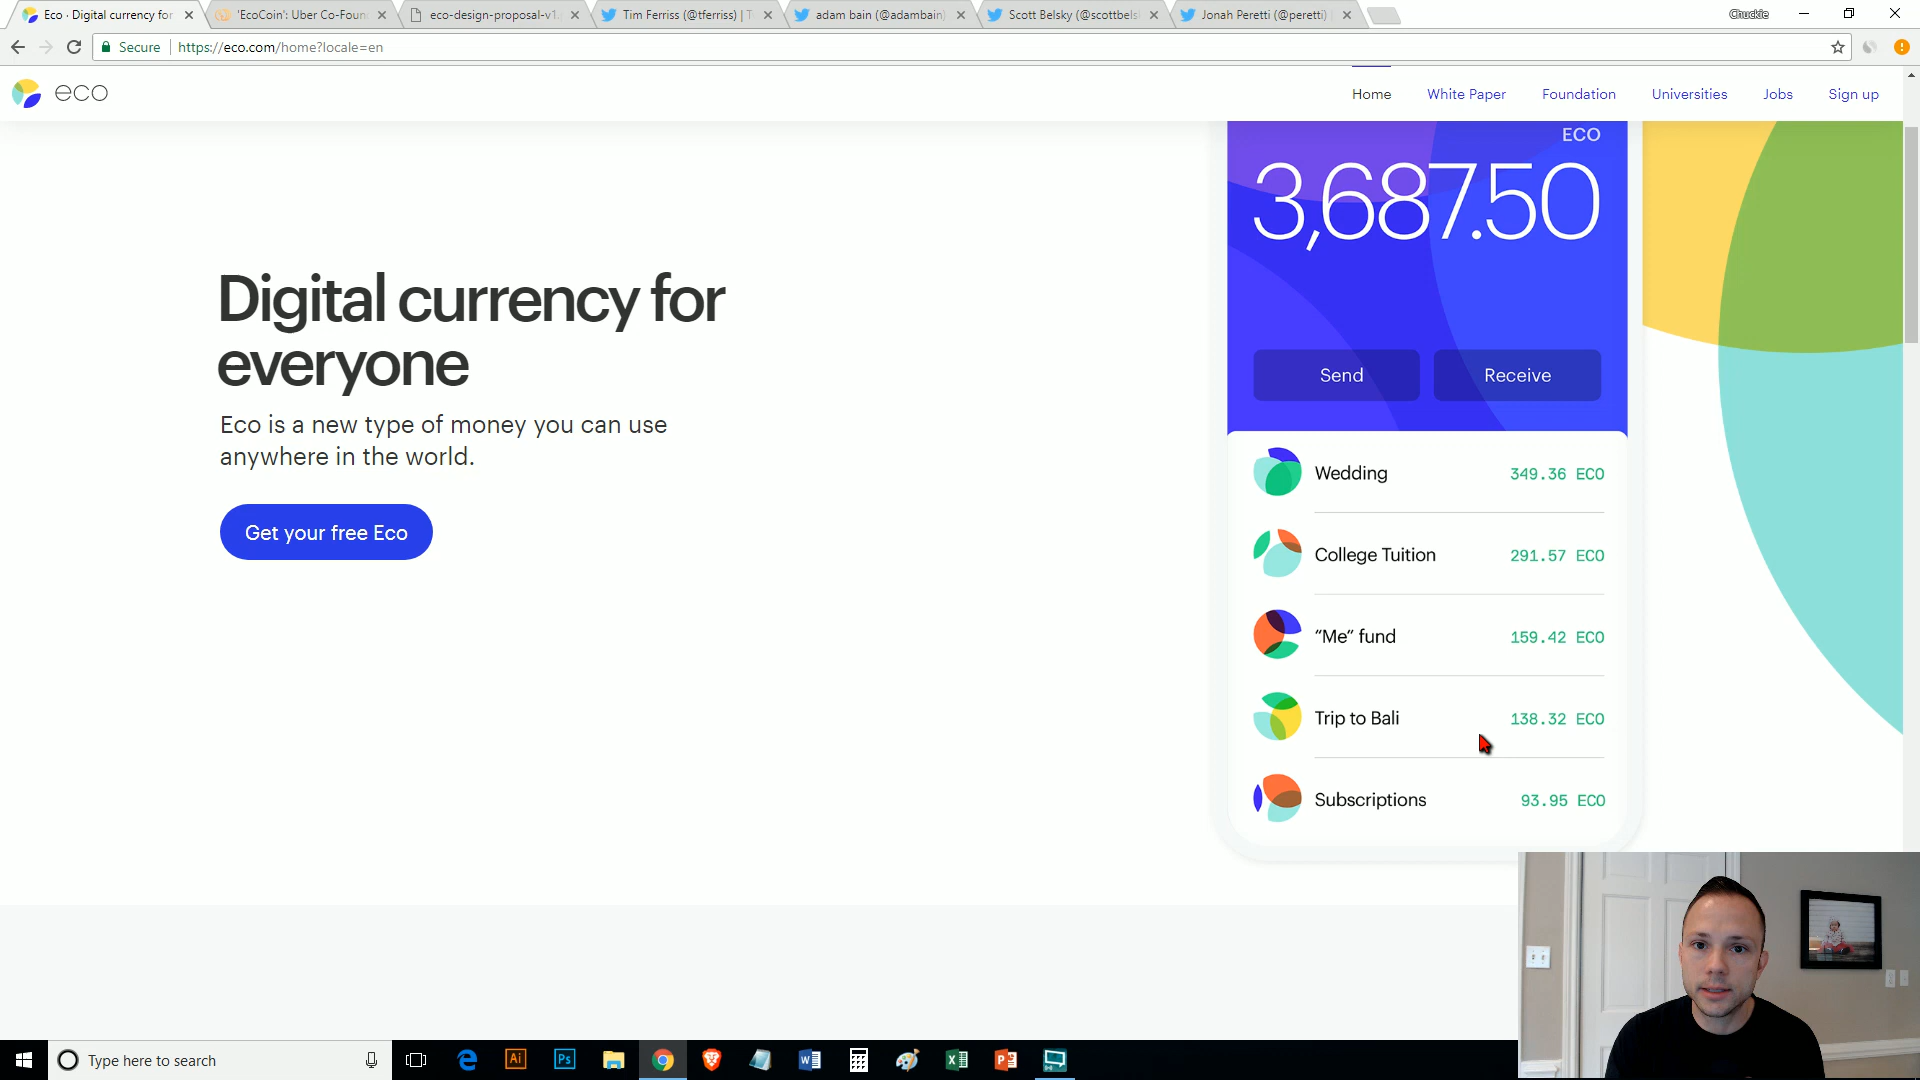 Eco · Digital currency for
'EcoCoin': Uber Co-Foun
eco-design-proposal-v1.
Tim Ferriss (@tferriss) | T
adam bain (@adambain)
Scott Belsky (@scottbels
Jonah Peretti (@peretti) |
Chuckie
Secure
https://eco.com/home?locale=en
eco
Home
White Paper
Foundation
Universities
Jobs
Sign up
Digital currency for
everyone
Eco is a new type of money you can use
anywhere in the world.
Get your free Eco
ECO
3,687.50
Send
Receive
Wedding 349.36 ECO
College Tuition 291.57 ECO
“Me” fund 159.42 ECO
Trip to Bali 138.32 ECO
Subscriptions 93.95 ECO
Type here to search
Ai
Ps